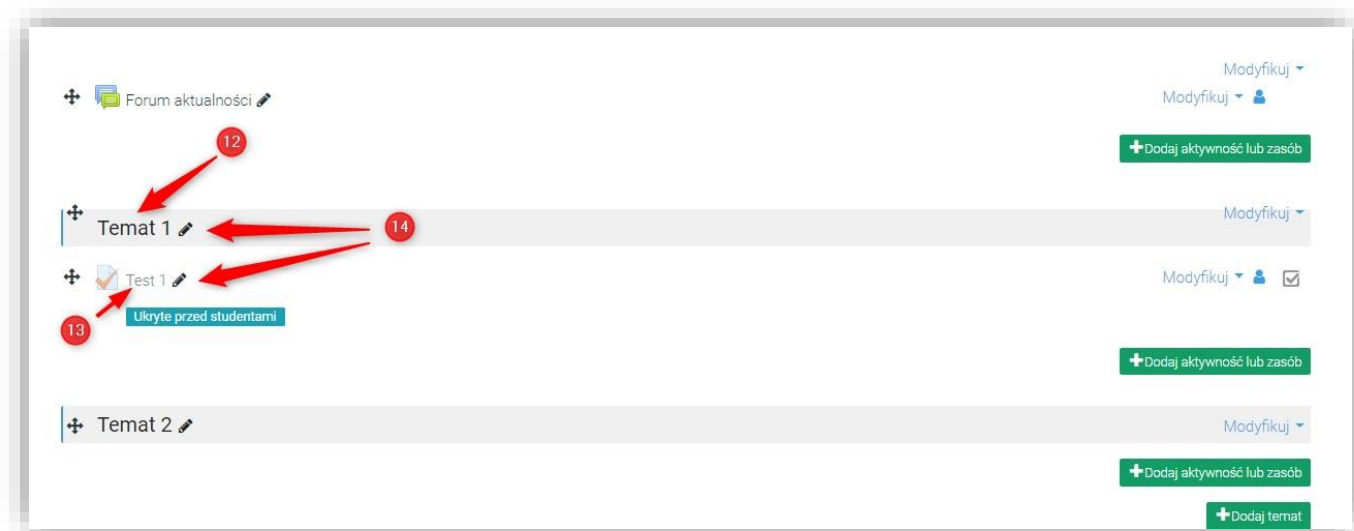 Modyfikuj
Forum aktualności
Modyfikuj
12
Dodaj aktywność lub zasób
Modyfikuj
Temat 1
14
Test 1
Modyfikuj
Ukryte przed studentami
13
Dodaj aktywność lub zasób
Temat 2
Modyfikuj
Dodaj aktywność lub zasób
Dodaj temat